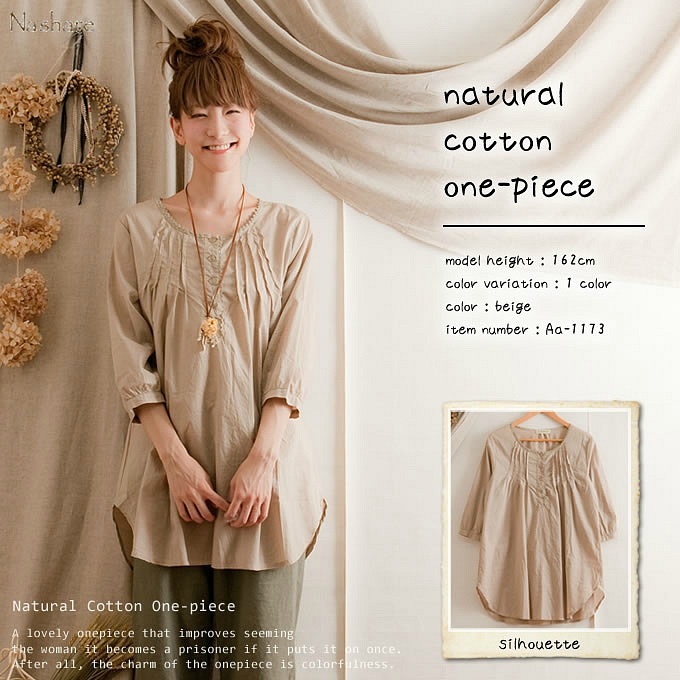 Nashare
natural
cotton
one-piece
model height : 162cm
color variation : 1 color
color : beige
item number : Aa-1173
Silhouette
Natural Cotton One-piece
A lovely onepiece that improves seeming
the woman it becomes a prisoner if it puts it on once.
After all, the charm of the onepiece is colorfulness.